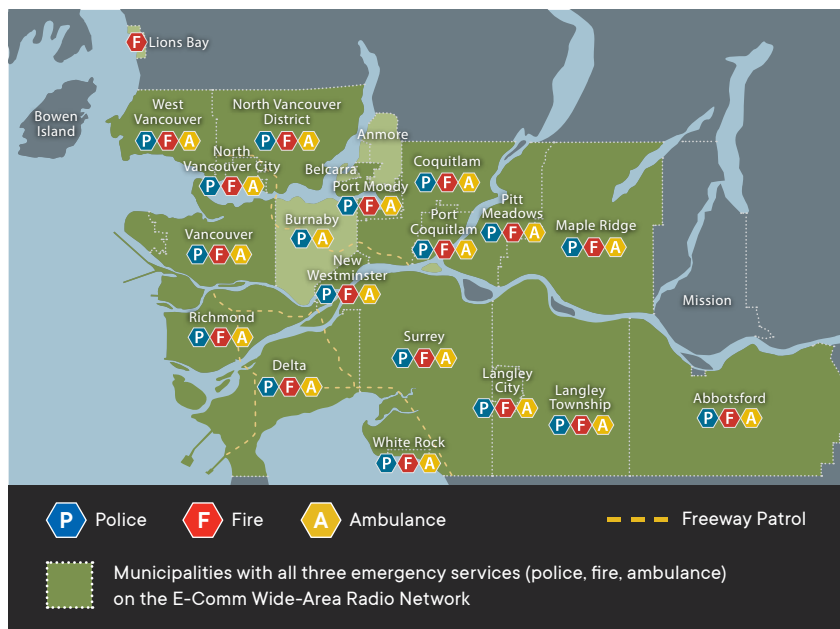 F Lions Bay
Bowen
Island
West
Vancouver
P F A
North Vancouver
District
P F A
Anmore
North
Vancouver City
P F A
Belcarra
Port Moody
P F A
Coquitlam
P F A
Pitt
Meadows
P F A
Burnaby
P A
Vancouver
P F A
Port
Coquitlam
P F A
Maple Ridge
P F A
New
Westminster
P F A
Mission
Richmond
P F A
Surrey
P F A
Delta
P F A
Langley
City
P F A
Langley
Township
P F A
Abbotsford
P F A
White Rock
P F A
P Police F Fire A Ambulance Freeway Patrol
Municipalities with all three emergency services (police, fire, ambulance)
on the E-Comm Wide-Area Radio Network